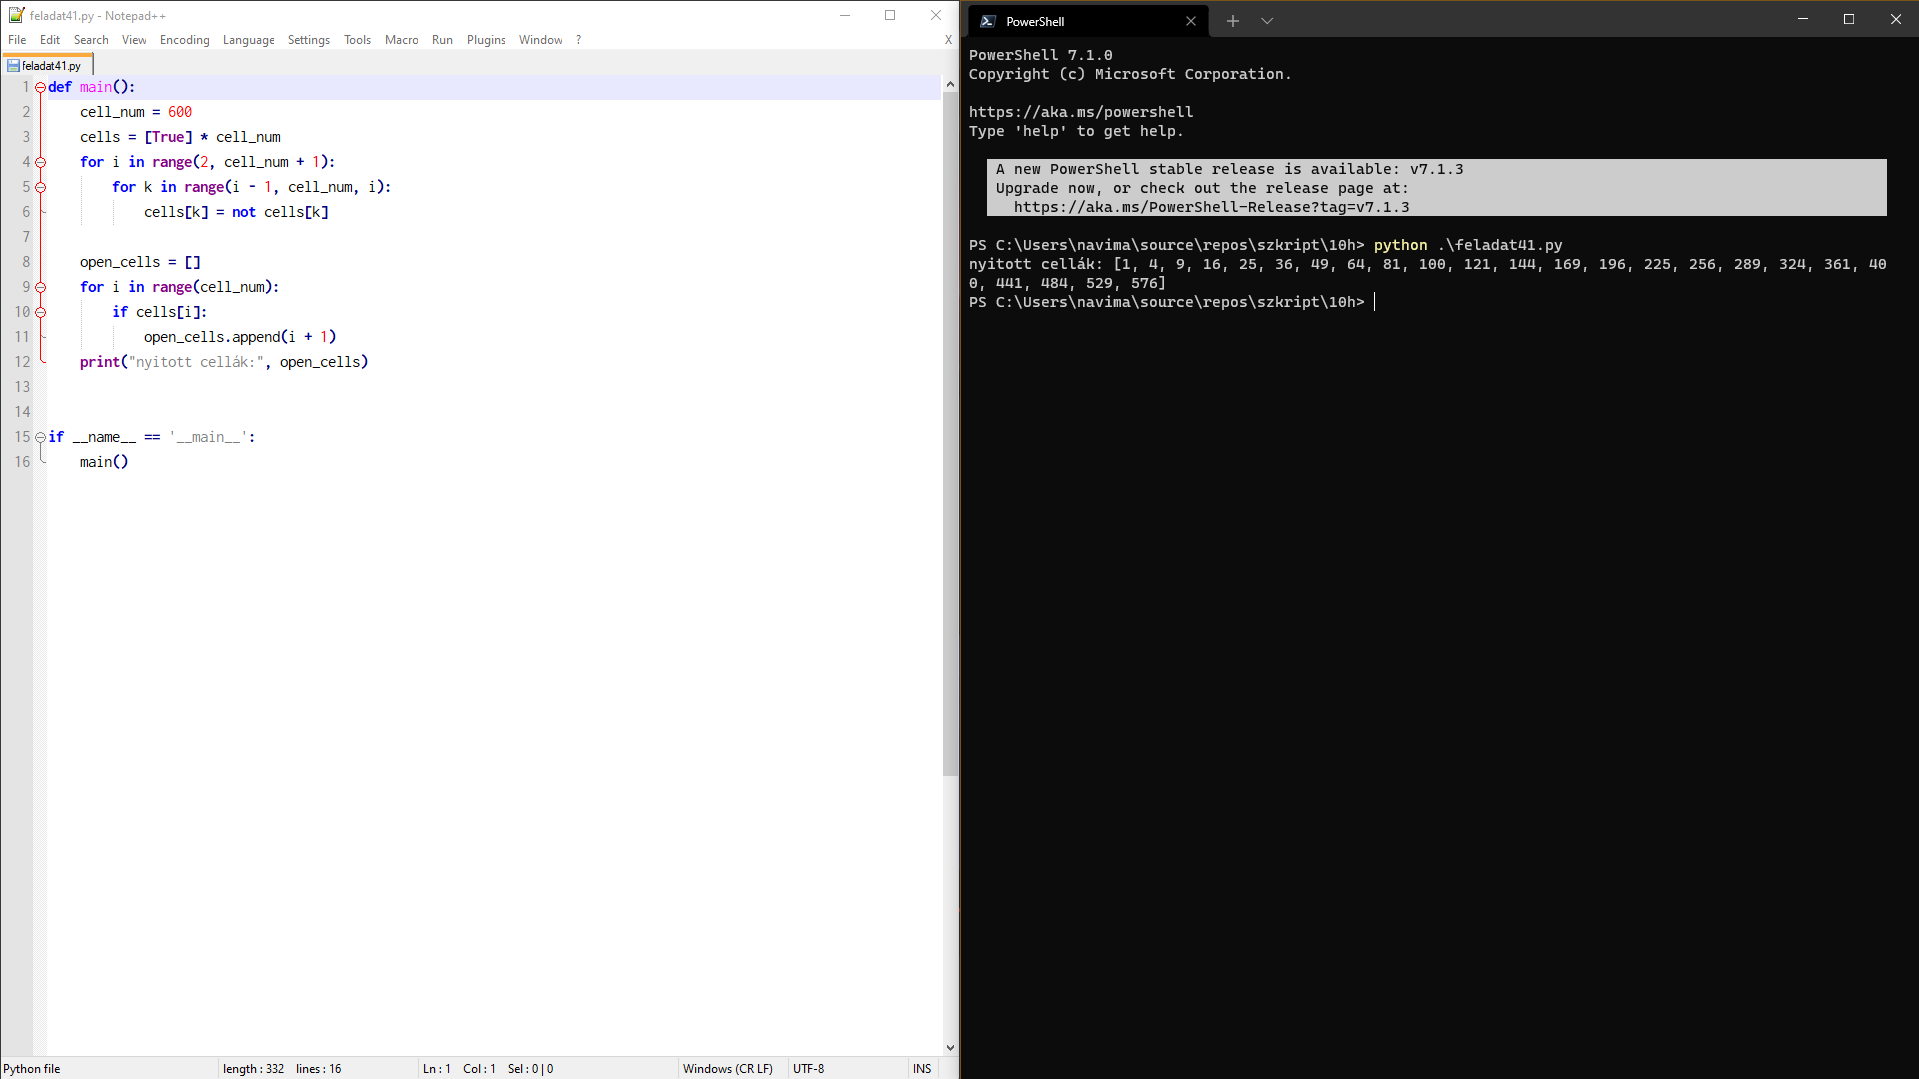 feladat41.py - Notepad++
File Edit Search View Encoding Language Settings Tools Macro Run Plugins Window ? X
feladat41.py
1 def main():
2     cell_num = 600
3     cells = [True] * cell_num
4     for i in range(2, cell_num + 1):
5         for k in range(i - 1, cell_num, i):
6             cells[k] = not cells[k]
7
8     open_cells = []
9     for i in range(cell_num):
10         if cells[i]:
11             open_cells.append(i + 1)
12     print("nyitott cellák:", open_cells)
13
14
15 if __name__ == '__main__':
16     main()
Python file length : 332 lines : 16 Ln : 1 Col : 1 Sel : 0 | 0 Windows (CR LF) UTF-8 INS
PowerShell
PowerShell 7.1.0
Copyright (c) Microsoft Corporation.
https://aka.ms/powershell
Type 'help' to get help.
A new PowerShell stable release is available: v7.1.3
Upgrade now, or check out the release page at:
https://aka.ms/PowerShell-Release?tag=v7.1.3
PS C:\Users\navima\source\repos\szkript\10h> python .\feladat41.py
nyitott cellák: [1, 4, 9, 16, 25, 36, 49, 64, 81, 100, 121, 144, 169, 196, 225, 256, 289, 324, 361, 40
0, 441, 484, 529, 576]
PS C:\Users\navima\source\repos\szkript\10h>